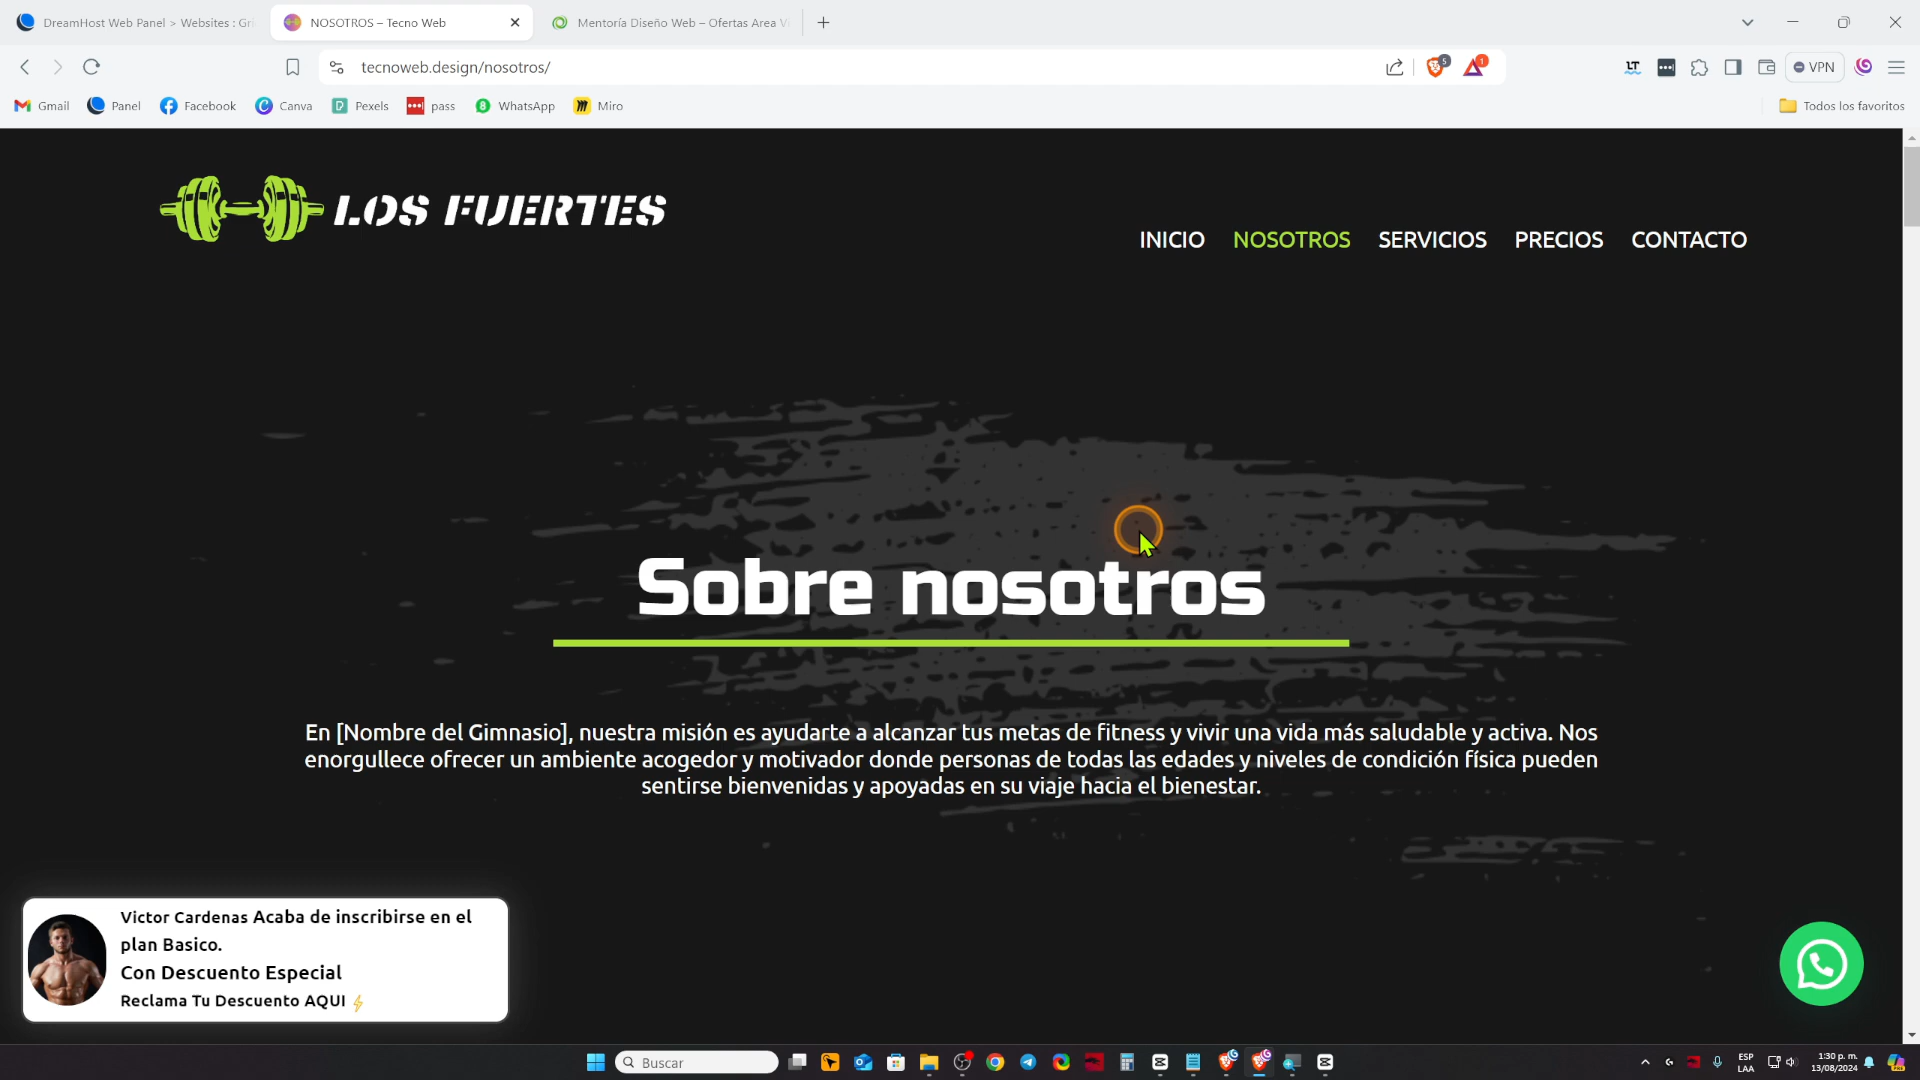 DreamHost Web Panel > Websites : Gri
NOSOTROS – Tecno Web
Mentoría Diseño Web – Ofertas Area V
tecnoweb.design/nosotros/
5
1
LT
VPN
Gmail
Panel
Facebook
Canva
Pexels
pass
8
WhatsApp
Miro
Todos los favoritos
LOS FUERTES
INICIO
NOSOTROS
SERVICIOS
PRECIOS
CONTACTO
Sobre nosotros
En [Nombre del Gimnasio], nuestra misión es ayudarte a alcanzar tus metas de fitness y vivir una vida más saludable y activa. Nos
enorgullece ofrecer un ambiente acogedor y motivador donde personas de todas las edades y niveles de condición física pueden
sentirse bienvenidas y apoyadas en su viaje hacia el bienestar.
Victor Cardenas Acaba de inscribirse en el
plan Basico.
Con Descuento Especial
Reclama Tu Descuento AQUI
Buscar
ESP
LAA
1:30 p. m.
13/08/2024